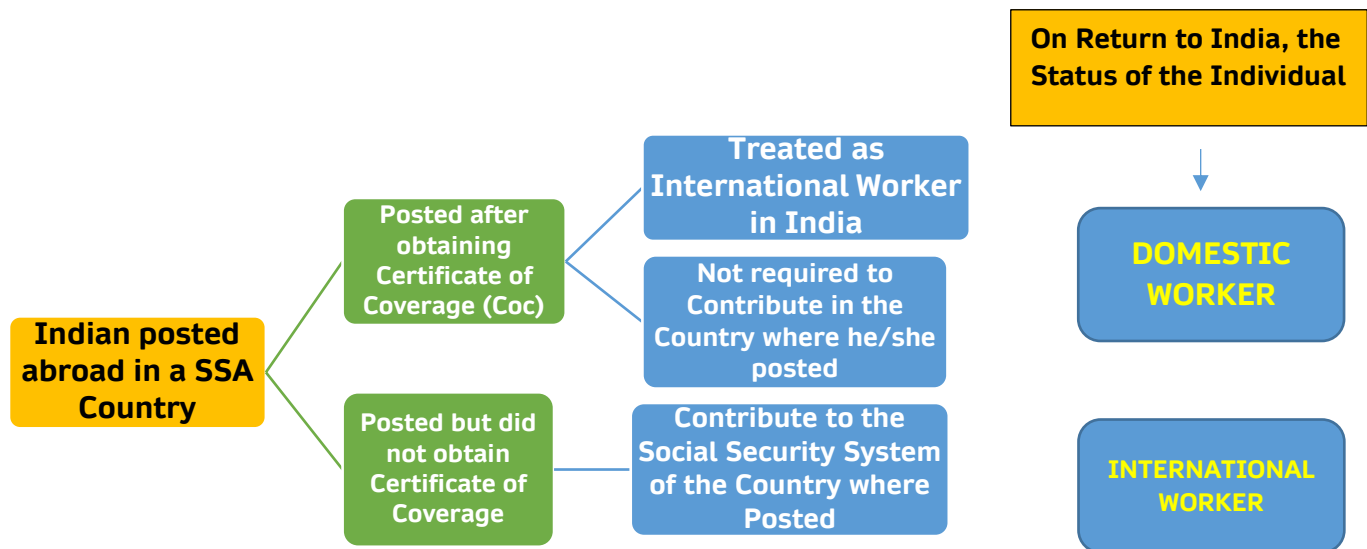 On Return to India, the
Status of the Individual
Treated as
International Worker
in India
Posted after
obtaining
Certificate of
Coverage (Coc)
DOMESTIC
WORKER
Not required to
Contribute in the
Country where he/she
posted
Indian posted
abroad in a SSA
Country
Posted but did
not obtain
Certificate of
Coverage
Contribute to the
Social Security System
of the Country where
Posted
INTERNATIONAL
WORKER